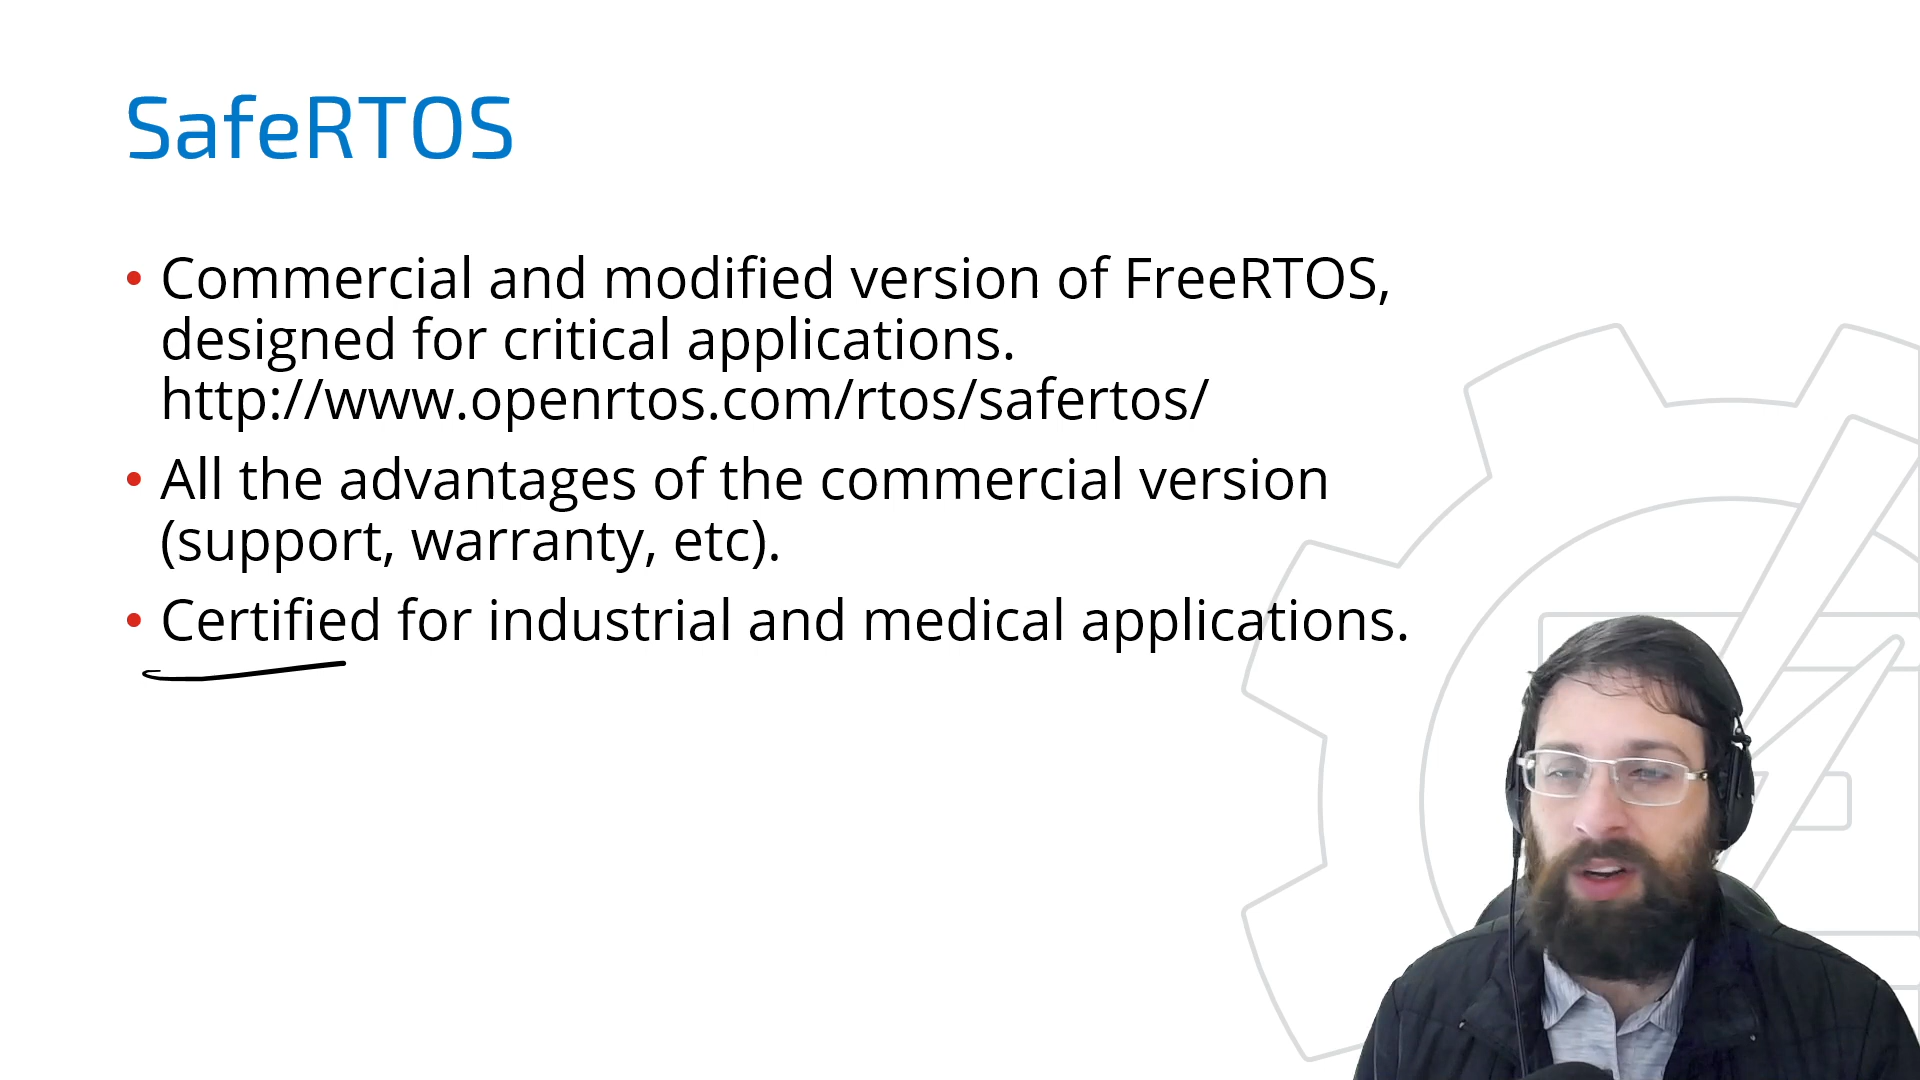 SafeRTOS
• Commercial and modified version of FreeRTOS,
designed for critical applications.
http://www.openrtos.com/rtos/safertos/
• All the advantages of the commercial version
(support, warranty, etc).
• Certified for industrial and medical applications.